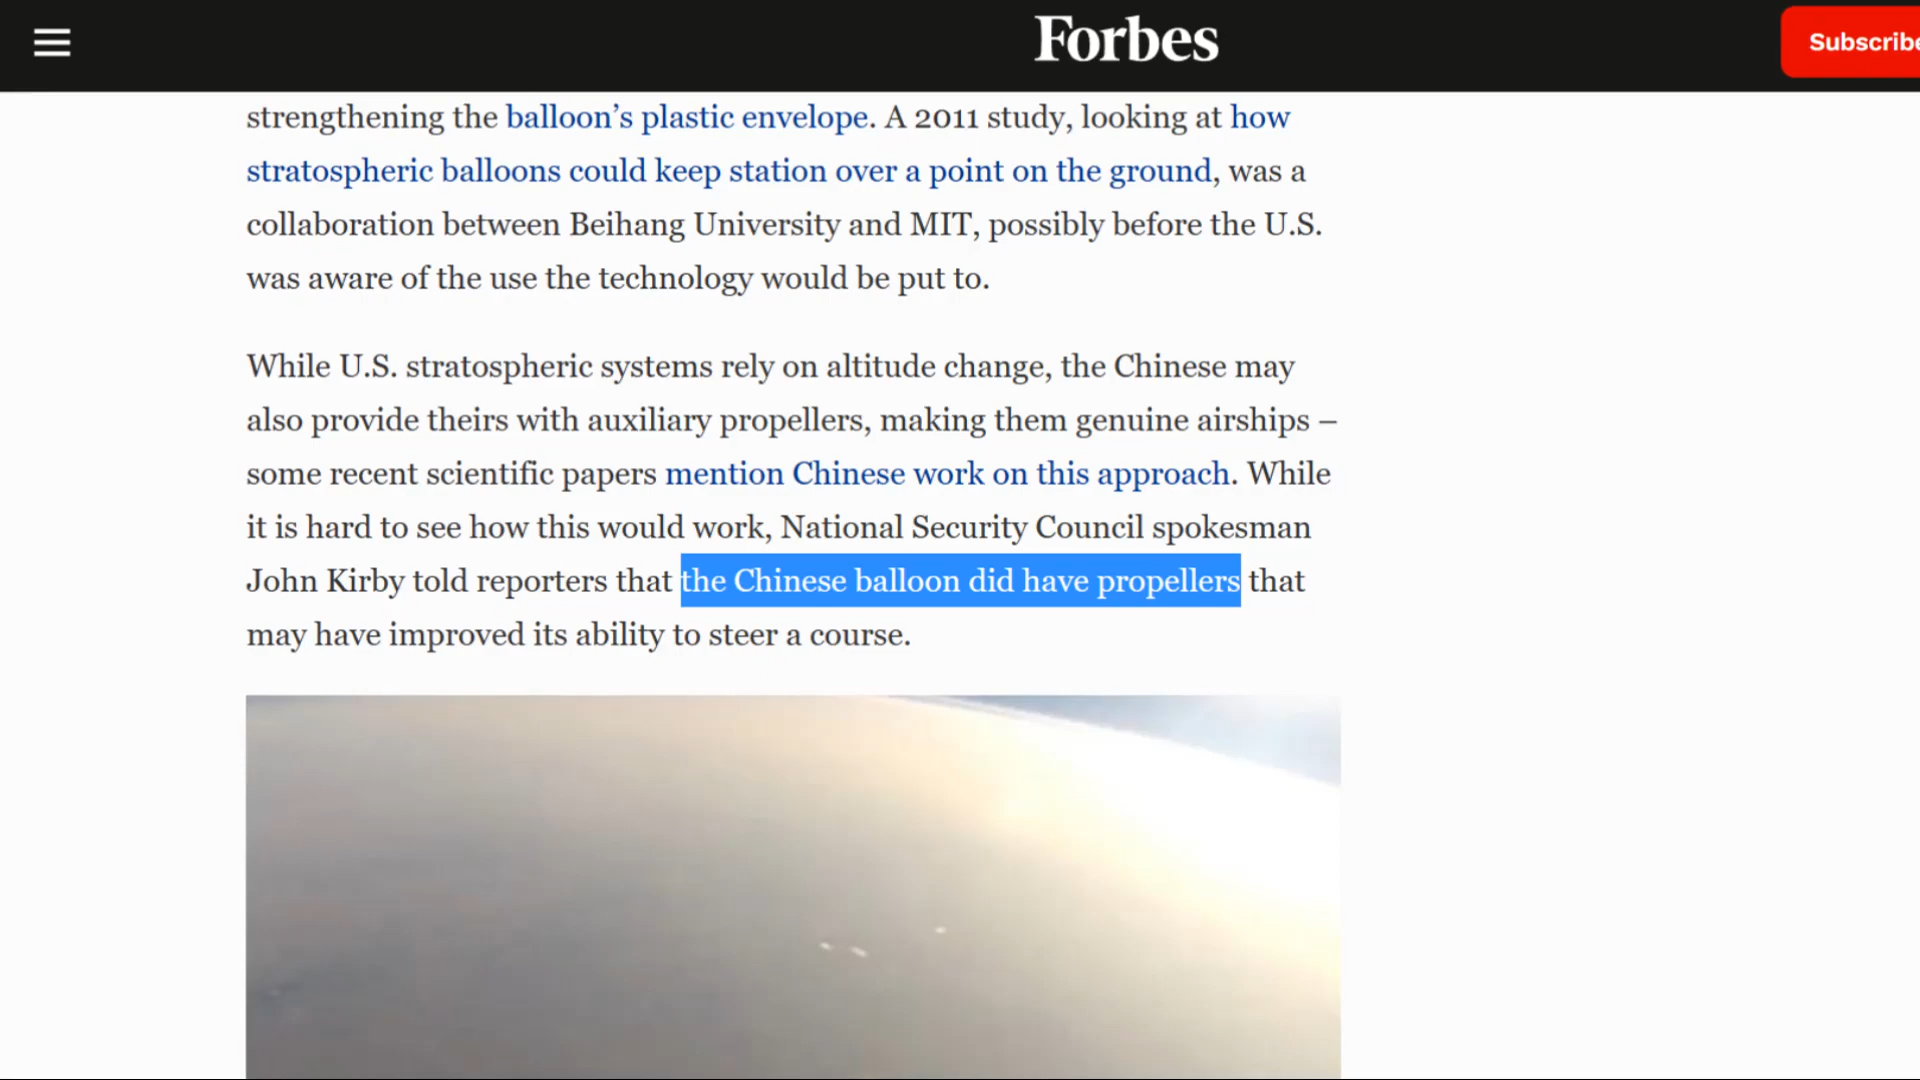 Forbes
Subscribe
strengthening the balloon’s plastic envelope. A 2011 study, looking at how
stratospheric balloons could keep station over a point on the ground, was a
collaboration between Beihang University and MIT, possibly before the U.S.
was aware of the use the technology would be put to.
While U.S. stratospheric systems rely on altitude change, the Chinese may
also provide theirs with auxiliary propellers, making them genuine airships –
some recent scientific papers mention Chinese work on this approach. While
it is hard to see how this would work, National Security Council spokesman
John Kirby told reporters that the Chinese balloon did have propellers that
may have improved its ability to steer a course.